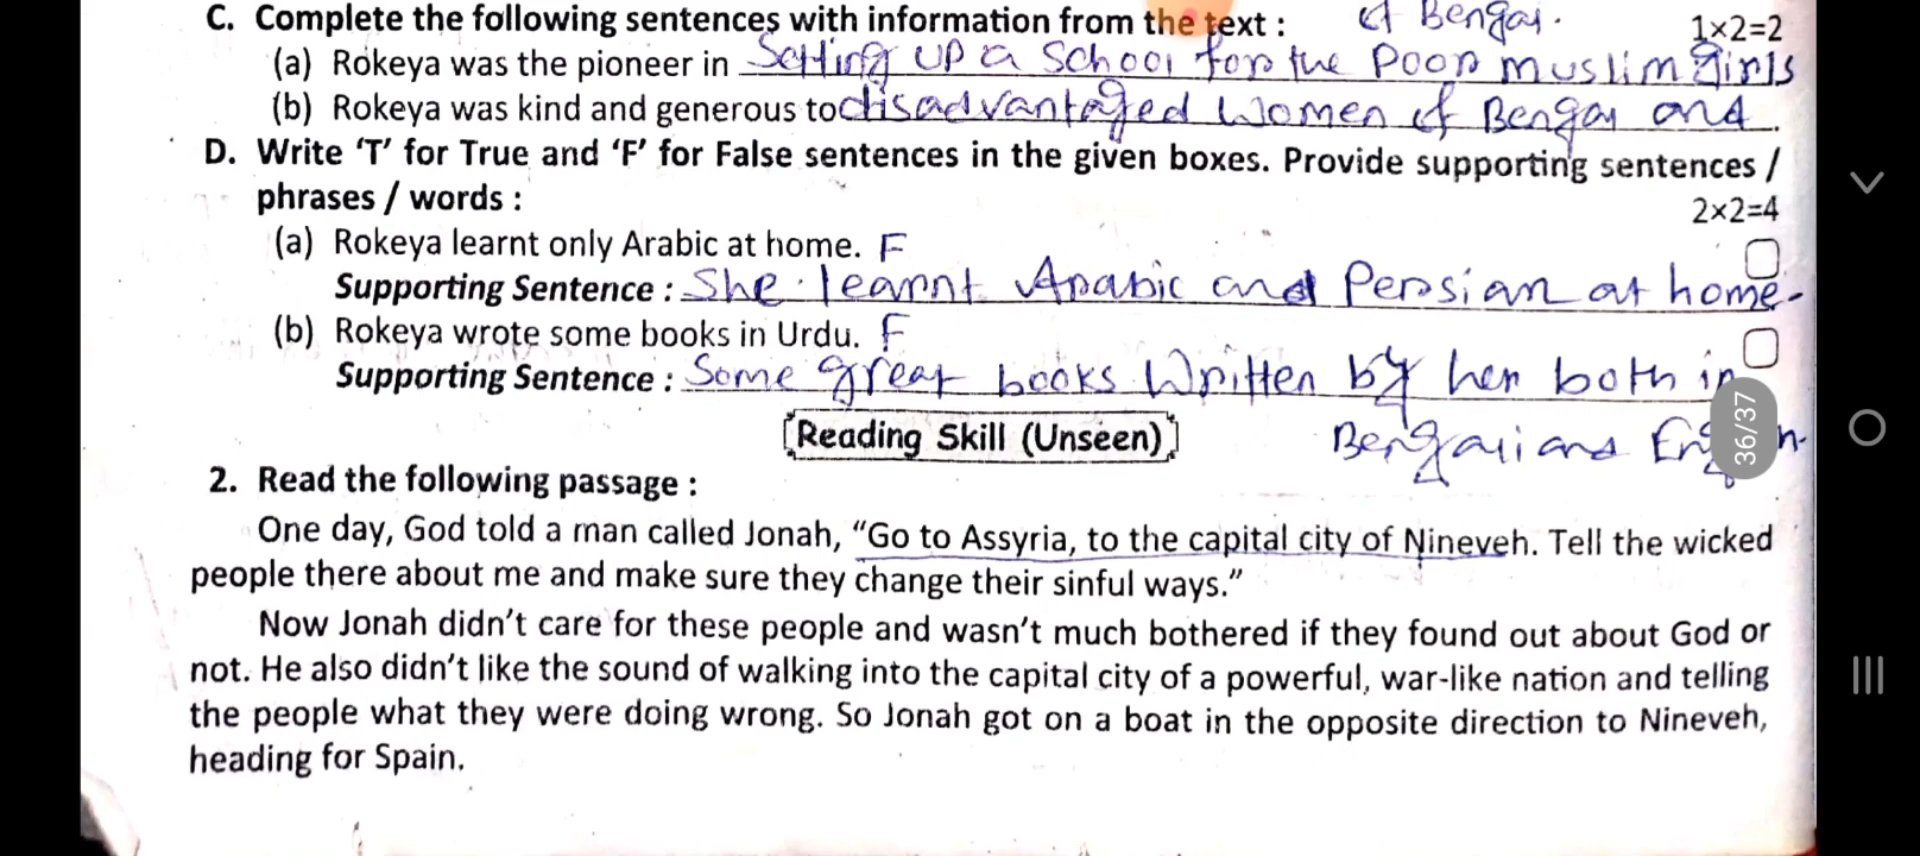 C. Complete the following sentences with information from the text : of Bengal. 1×2=2
(a) Rokeya was the pioneer in Setting up a School for the Poor muslim girls
(b) Rokeya was kind and generous to disadvantaged Women of Bengal and.
D. Write ‘T’ for True and ‘F’ for False sentences in the given boxes. Provide supporting sentences /
phrases / words : 2×2=4
(a) Rokeya learnt only Arabic at home. F
Supporting Sentence : She learnt Arabic and Persian at home-
(b) Rokeya wrote some books in Urdu. F
Supporting Sentence : Some great books Written by her both in
Bengali and
Reading Skill (Unseen)
36/37
2. Read the following passage :
One day, God told a man called Jonah, “Go to Assyria, to the capital city of Nineveh. Tell the wicked
people there about me and make sure they change their sinful ways.”
Now Jonah didn’t care for these people and wasn’t much bothered if they found out about God or
not. He also didn’t like the sound of walking into the capital city of a powerful, war-like nation and telling
the people what they were doing wrong. So Jonah got on a boat in the opposite direction to Nineveh,
heading for Spain.